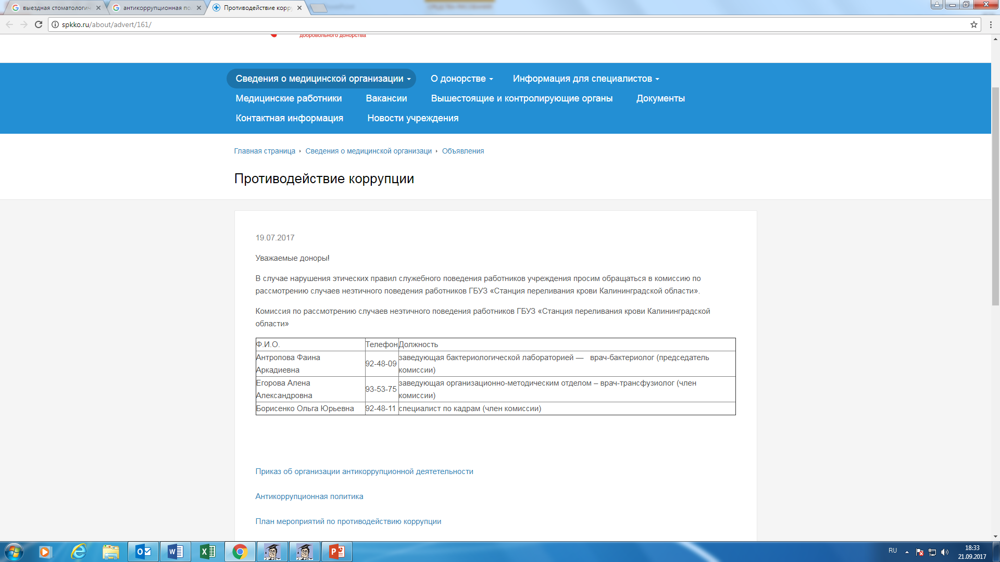 выездная стоматологич
антикоррупционная по
Противодействие корру
spkko.ru/about/advert/161/
добровольного донорства
Сведения о медицинской организации
О донорстве
Информация для специалистов
Медицинские работники
Вакансии
Вышестоящие и контролирующие органы
Документы
Контактная информация
Новости учреждения
Главная страница
Сведения о медицинской организаци
Объявления
Противодействие коррупции
19.07.2017
Уважаемые доноры!
В случае нарушения этических правил служебного поведения работников учреждения просим обращаться в комиссию по
рассмотрению случаев неэтичного поведения работников ГБУЗ «Станция переливания крови Калининградской области».
Комиссия по рассмотрению случаев неэтичного поведения работников ГБУЗ «Станция переливания крови Калининградской
области»
Ф.И.О. Телефон Должность
Антропова Фаина
Аркадиевна
92-48-09
заведующая бактериологической лабораторией — врач-бактериолог (председатель
комиссии)
Егорова Алена
Александровна
93-53-75
заведующая организационно-методическим отделом – врач-трансфузиолог (член
комиссии)
Борисенко Ольга Юрьевна 92-48-11 специалист по кадрам (член комиссии)
Приказ об организации антикоррупционной деятетельности
Антикоррупционная политика
План мероприятий по противодействию коррупции
RU
18:33
21.09.2017